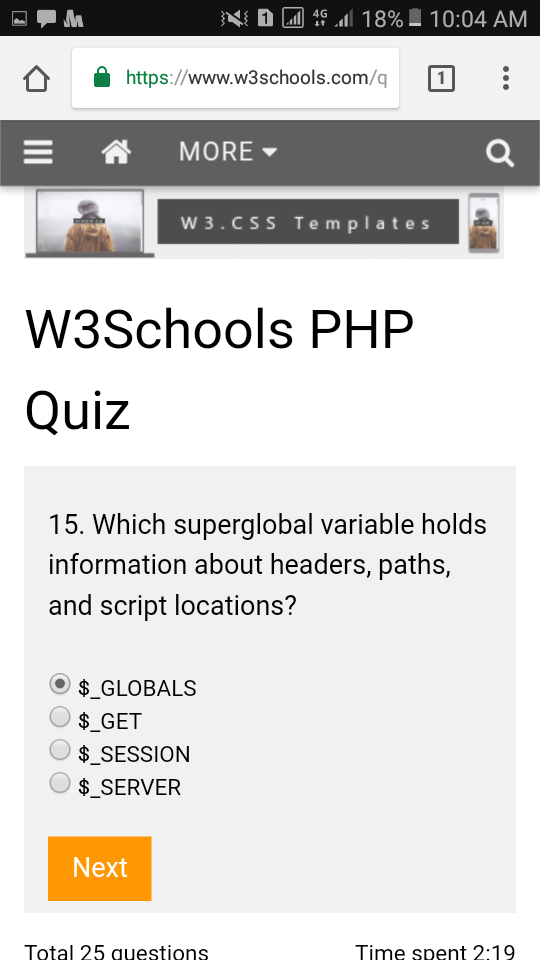 1 4G 18% 10:04 AM
https://www.w3schools.com/q 1
MORE
W3.CSS Templates
W3Schools PHP
Quiz
15. Which superglobal variable holds
information about headers, paths,
and script locations?
$_GLOBALS
$_GET
$_SESSION
$_SERVER
Next
Total 25 questions Time spent 2:19